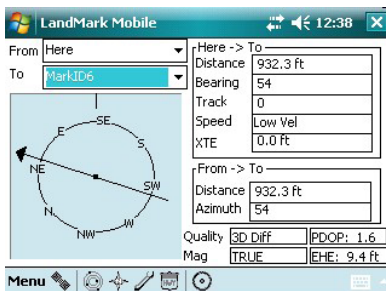 LandMark Mobile 12:38
From Here
To MarkID6
Here -> To
Distance 932.3 ft
Bearing 54
Track 0
Speed Low Vel
XTE 0.0 ft
From -> To
Distance 932.3 ft
Azimuth 54
SE
E
S
NE
SW
N
W
NW
Quality 3D Diff PDOP: 1.6
Mag TRUE EHE: 9.4 ft
Menu